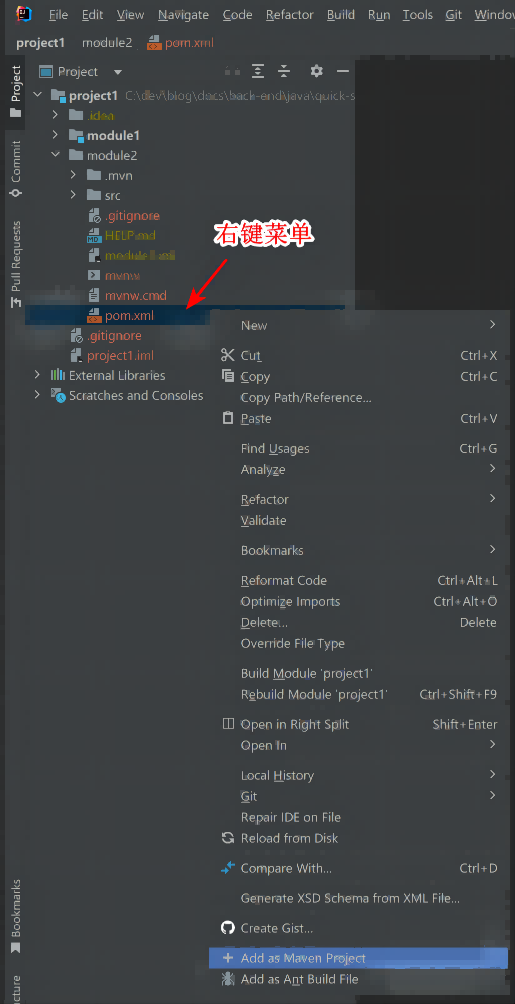 File Edit View Navigate Code Refactor Build Run Tools Git Window
project1 module2 pom.xml
Project
Project
project1 C:\dev\blog\docs\back-end\java\quick-s
.idea
module1
module2
.mvn
src
.gitignore
HELP.md
mvnw
mvnw.cmd
pom.xml
.gitignore
project1.iml
External Libraries
Scratches and Consoles
Commit
Pull Requests
右键菜单
New
Cut Ctrl+X
Copy Ctrl+C
Copy Path/Reference...
Paste Ctrl+V
Find Usages Ctrl+G
Analyze
Refactor
Validate
Bookmarks
Reformat Code Ctrl+Alt+L
Optimize Imports Ctrl+Alt+O
Delete... Delete
Override File Type
Build Module 'project1'
Rebuild Module 'project1' Ctrl+Shift+F9
Open in Right Split Shift+Enter
Open In
Local History
Git
Repair IDE on File
Reload from Disk
Compare With... Ctrl+D
Generate XSD Schema from XML File...
Create Gist...
Add as Maven Project
Add as Ant Build File
Bookmarks